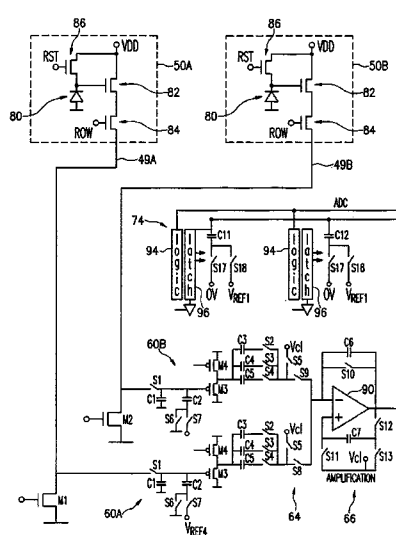 86 86
50A 50B
VDD VDD
RST RST
82 82
80 80
84 84
ROW ROW
49A 49B
ADC
74
C11 C12
94 logic latch 94 logic latch
S17 S18 S17 S18
96 0V VREF1 96 0V VREF1
60B
C3 S2
M4 C4 S3 Vcl
S1 C5 S4 S5 S9
C1 C2 M3
S6 S7
M2
C6
S10
90
C7 S12
S11 Vcl S13
AMPLIFICATION
C3 S2
M4 C4 S3 Vcl
S1 C5 S4 S5 S8
C1 C2 M3
S6 S7
M1
60A VREF4 64 66